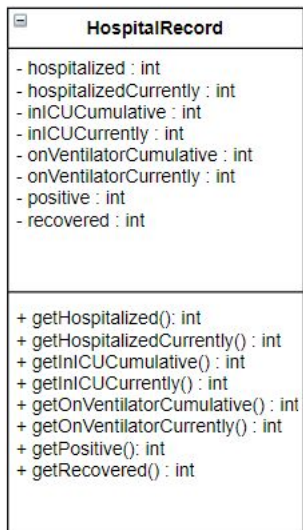 HospitalRecord
- hospitalized : int
- hospitalizedCurrently : int
- inICUCumulative : int
- inICUCurrently : int
- onVentilatorCumulative : int
- onVentilatorCurrently : int
- positive : int
- recovered : int
+ getHospitalized(): int
+ getHospitalizedCurrently() : int
+ getInICUCumulative() : int
+ getInICUCurrently() : int
+ getOnVentilatorCumulative() : int
+ getOnVentilatorCurrently() : int
+ getPositive(): int
+ getRecovered() : int